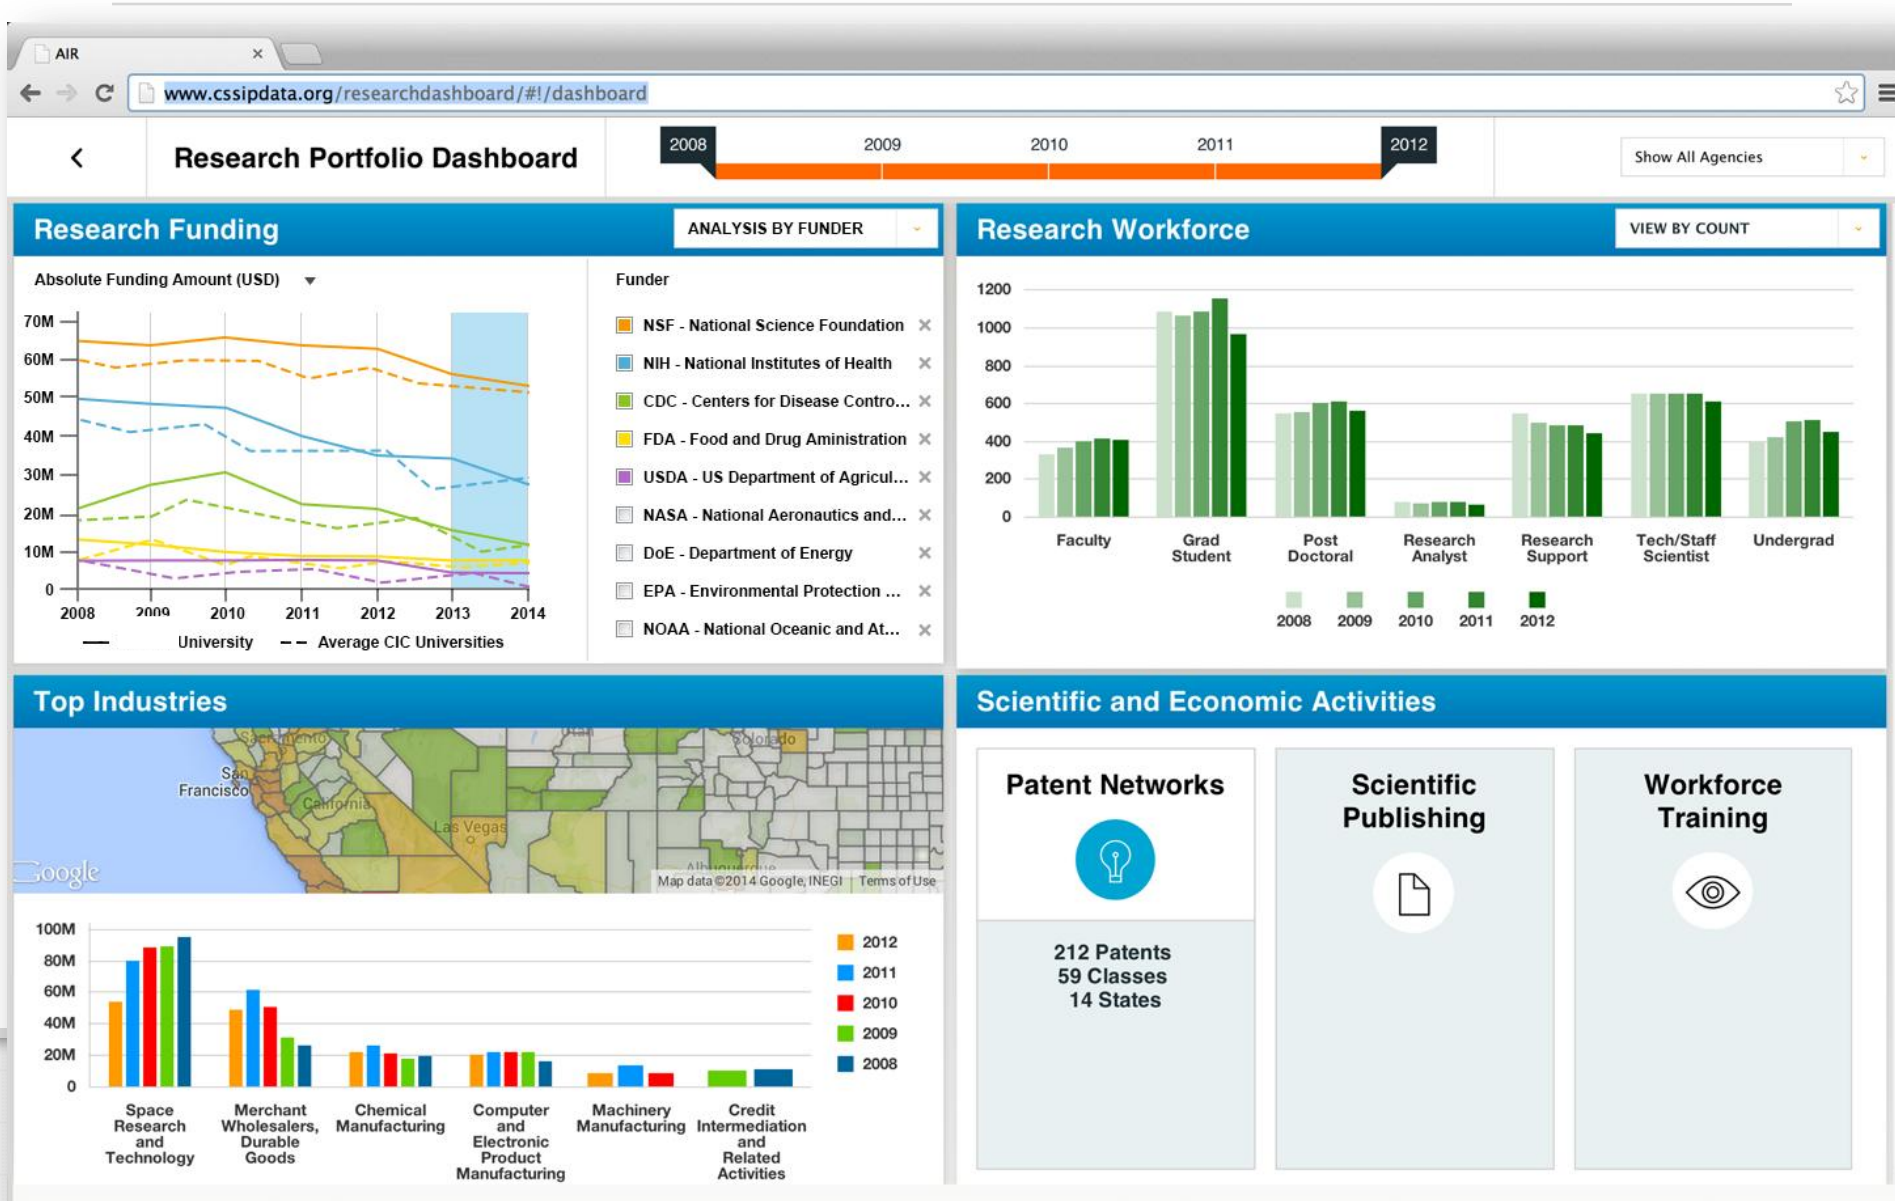 AIR
www.cssipdata.org/researchdashboard/#!/dashboard
Research Portfolio Dashboard
2008
2009
2010
2011
2012
Show All Agencies
Research Funding
ANALYSIS BY FUNDER
Absolute Funding Amount (USD)
70M
60M
50M
40M
30M
20M
10M
0
2008
2009
2010
2011
2012
2013
2014
University
Average CIC Universities
Funder
NSF - National Science Foundation
NIH - National Institutes of Health
CDC - Centers for Disease Contro...
FDA - Food and Drug Aministration
USDA - US Department of Agricul...
NASA - National Aeronautics and...
DoE - Department of Energy
EPA - Environmental Protection ...
NOAA - National Oceanic and At...
Research Workforce
VIEW BY COUNT
1200
1000
800
600
400
200
0
Faculty
Grad
Student
Post
Doctoral
Research
Analyst
Research
Support
Tech/Staff
Scientist
Undergrad
2008
2009
2010
2011
2012
Top Industries
Sacramento
Utah
Colorado
San
Francisco
California
Las Vegas
Albuquerque
Google
Map data ©2014 Google, INEGI
Terms of Use
100M
80M
60M
40M
20M
0
Space
Research
and
Technology
Merchant
Wholesalers,
Durable
Goods
Chemical
Manufacturing
Computer
and
Electronic
Product
Manufacturing
Machinery
Manufacturing
Credit
Intermediation
and
Related
Activities
2012
2011
2010
2009
2008
Scientific and Economic Activities
Patent Networks
212 Patents
59 Classes
14 States
Scientific
Publishing
Workforce
Training